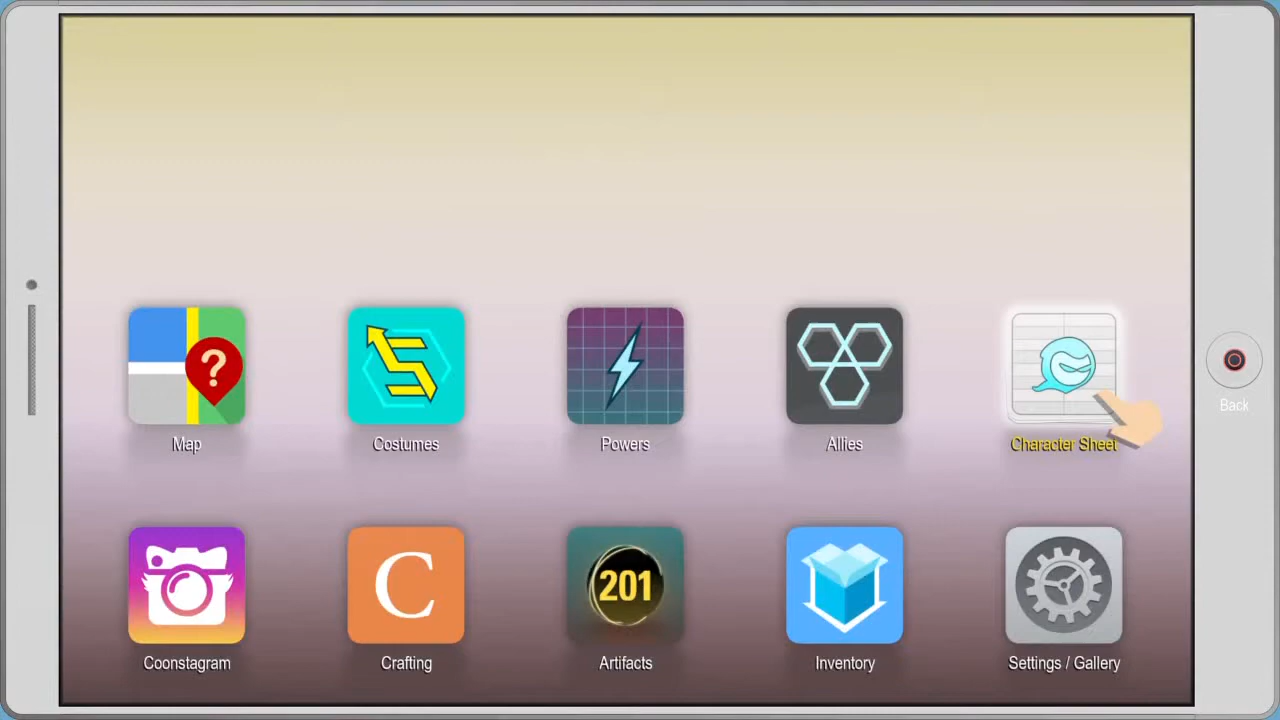 ?
Map
Costumes
Powers
Allies
Character Sheet
Back
C
201
Coonstagram
Crafting
Artifacts
Inventory
Settings / Gallery